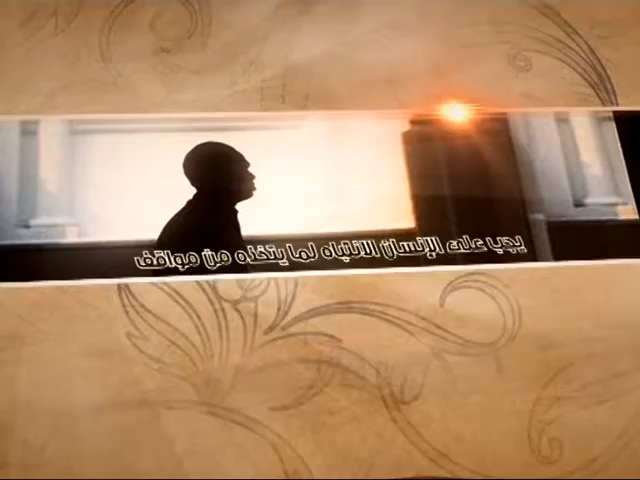 يجب على الإنسان الانتباه لما يتخذه من مواقف